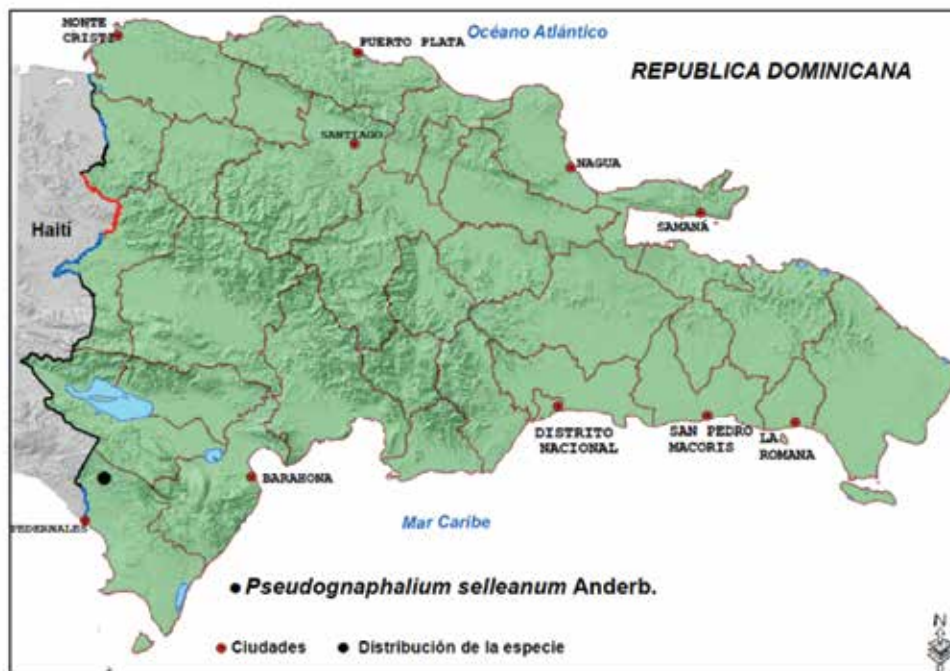 MONTE
CRISTI
PUERTO PLATA
Océano Atlántico
REPUBLICA DOMINICANA
SANTIAGO
NAGUA
Haití
SAMANÁ
DISTRITO
NACIONAL
SAN PEDRO
MACORIS
LA
ROMANA
BARAHONA
PEDERNALES
Mar Caribe
Pseudognaphalium selleanum Anderb.
Ciudades
Distribución de la especie
N